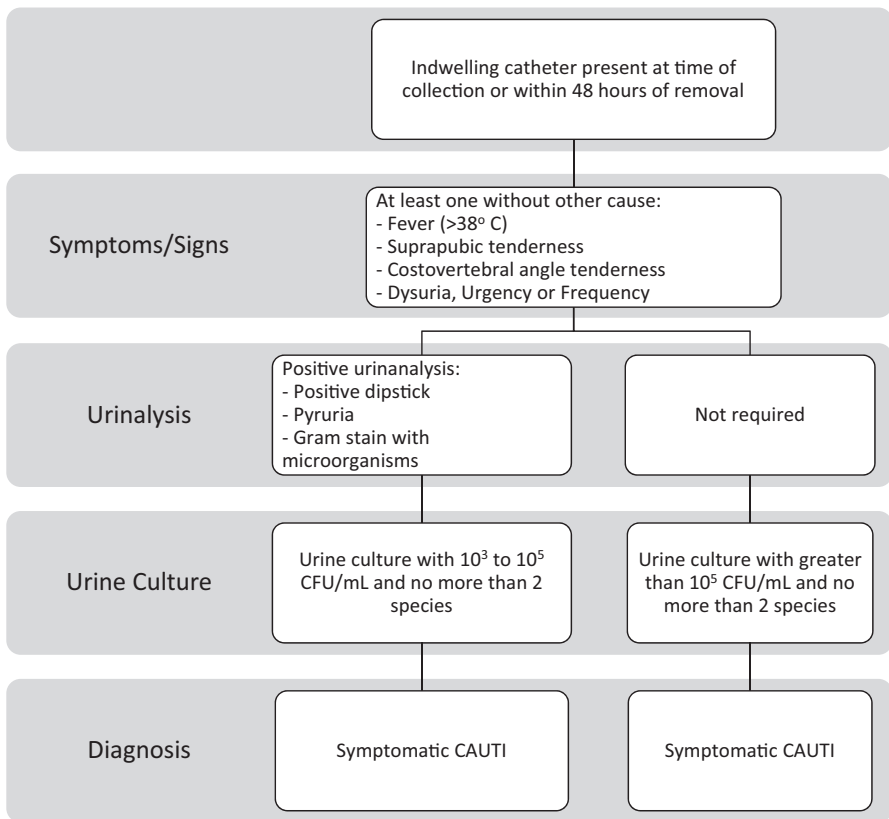 Indwelling catheter present at time of
collection or within 48 hours of removal
Symptoms/Signs
At least one without other cause:
- Fever (>38° C)
- Suprapubic tenderness
- Costovertebral angle tenderness
- Dysuria, Urgency or Frequency
Urinalysis
Positive urinanalysis:
- Positive dipstick
- Pyruria
- Gram stain with
microorganisms
Not required
Urine Culture
Urine culture with 10³ to 10⁵
CFU/mL and no more than 2
species
Urine culture with greater
than 10⁵ CFU/mL and no
more than 2 species
Diagnosis
Symptomatic CAUTI
Symptomatic CAUTI